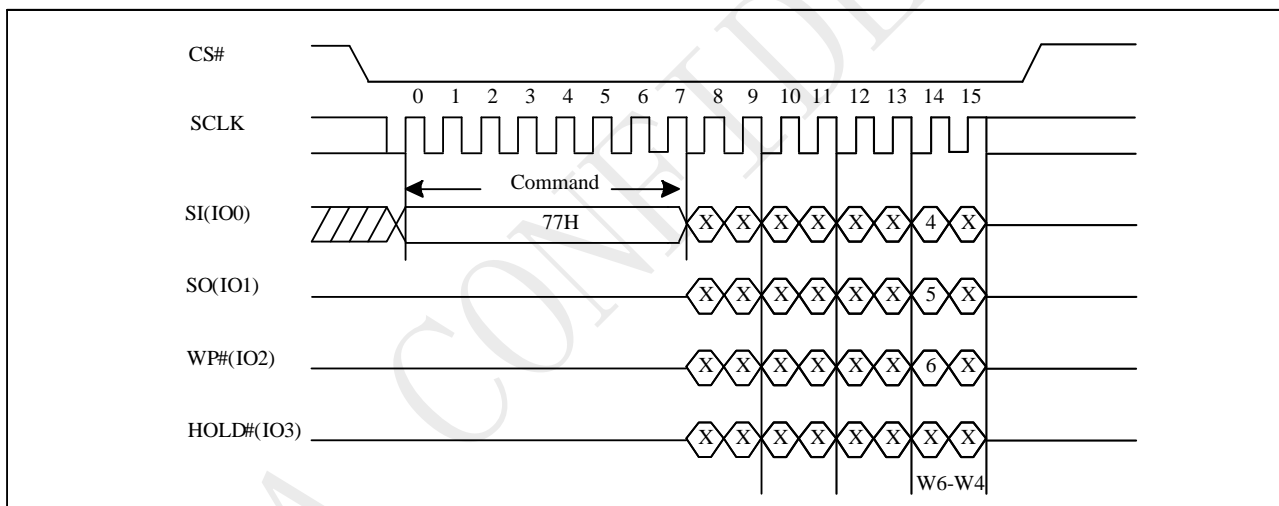 CS#
0 1 2 3 4 5 6 7 8 9 10 11 12 13 14 15
SCLK
Command
SI(IO0) 77H X X X X X X 4 X
SO(IO1) X X X X X X 5 X
WP#(IO2) X X X X X X 6 X
HOLD#(IO3) X X X X X X X X
W6-W4
A CONFIDE